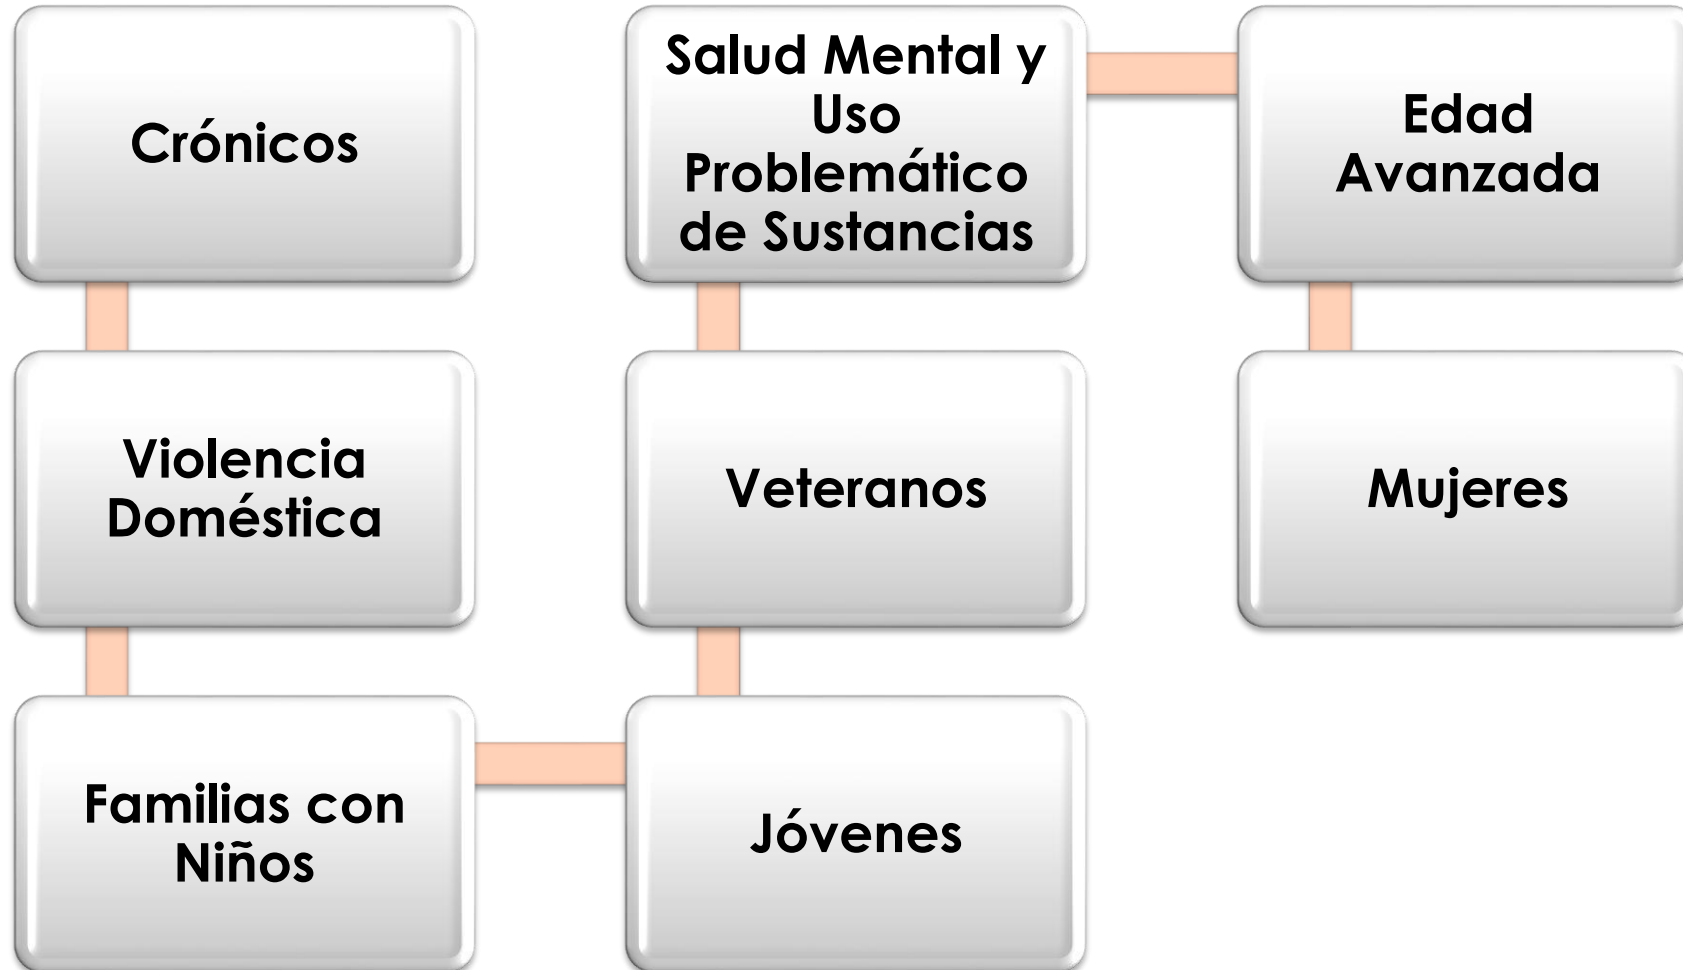 Crónicos
Violencia
Doméstica
Familias con
Niños
Jóvenes
Veteranos
Salud Mental y
Uso
Problemático
de Sustancias
Edad
Avanzada
Mujeres